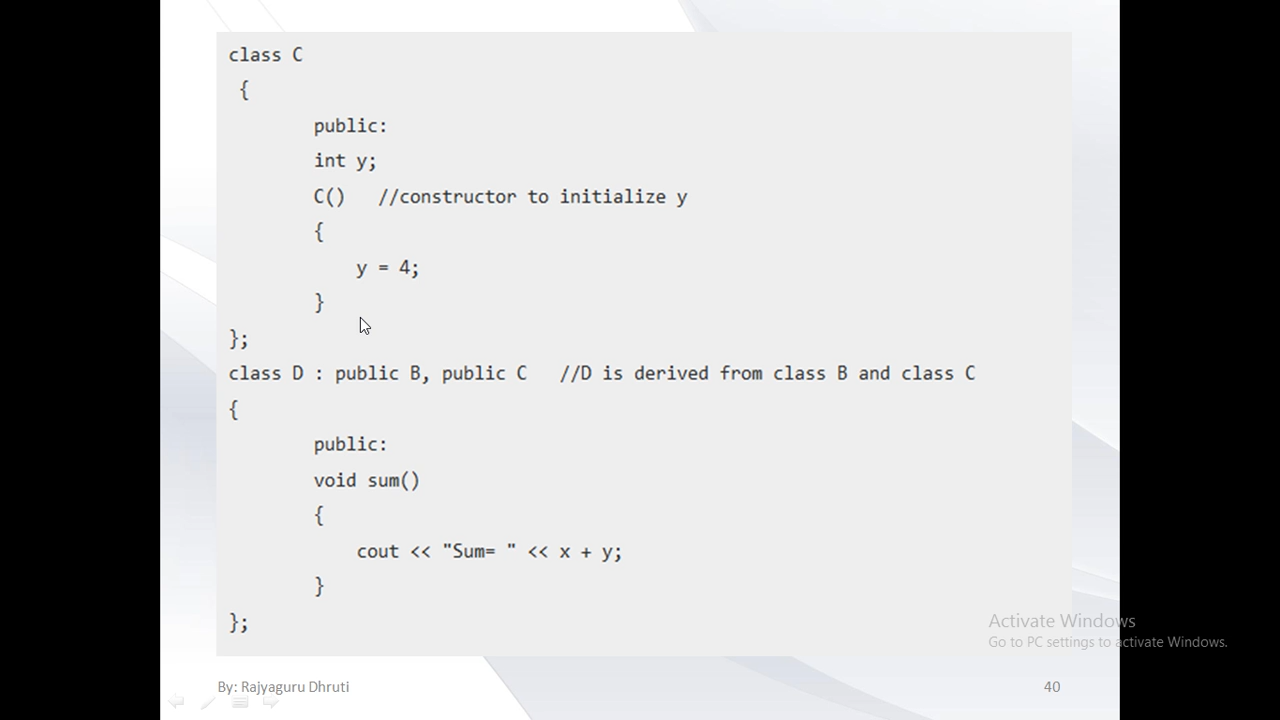 class C
{
public:
int y;
C() //constructor to initialize y
{
y = 4;
}
};
class D : public B, public C //D is derived from class B and class C
{
public:
void sum()
{
cout << "Sum= " << x + y;
}
};
Activate Windows
Go to PC settings to activate Windows.
By: Rajyaguru Dhruti
40